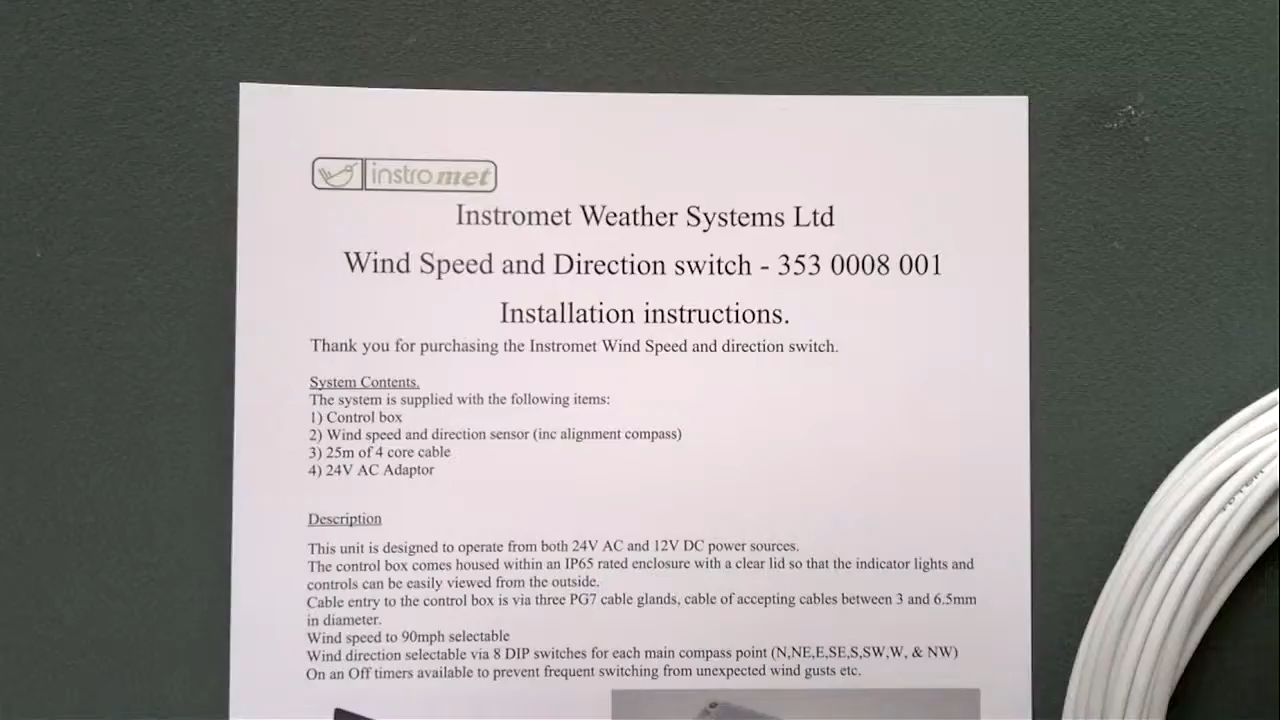 instromet
Instromet Weather Systems Ltd
Wind Speed and Direction switch - 353 0008 001
Installation instructions.
Thank you for purchasing the Instromet Wind Speed and direction switch.
System Contents.
The system is supplied with the following items:
1) Control box
2) Wind speed and direction sensor (inc alignment compass)
3) 25m of 4 core cable
4) 24V AC Adaptor
Description
This unit is designed to operate from both 24V AC and 12V DC power sources.
The control box comes housed within an IP65 rated enclosure with a clear lid so that the indicator lights and
controls can be easily viewed from the outside.
Cable entry to the control box is via three PG7 cable glands, cable of accepting cables between 3 and 6.5mm
in diameter.
Wind speed to 90mph selectable
Wind direction selectable via 8 DIP switches for each main compass point (N,NE,E,SE,S,SW,W, & NW)
On an Off timers available to prevent frequent switching from unexpected wind gusts etc.